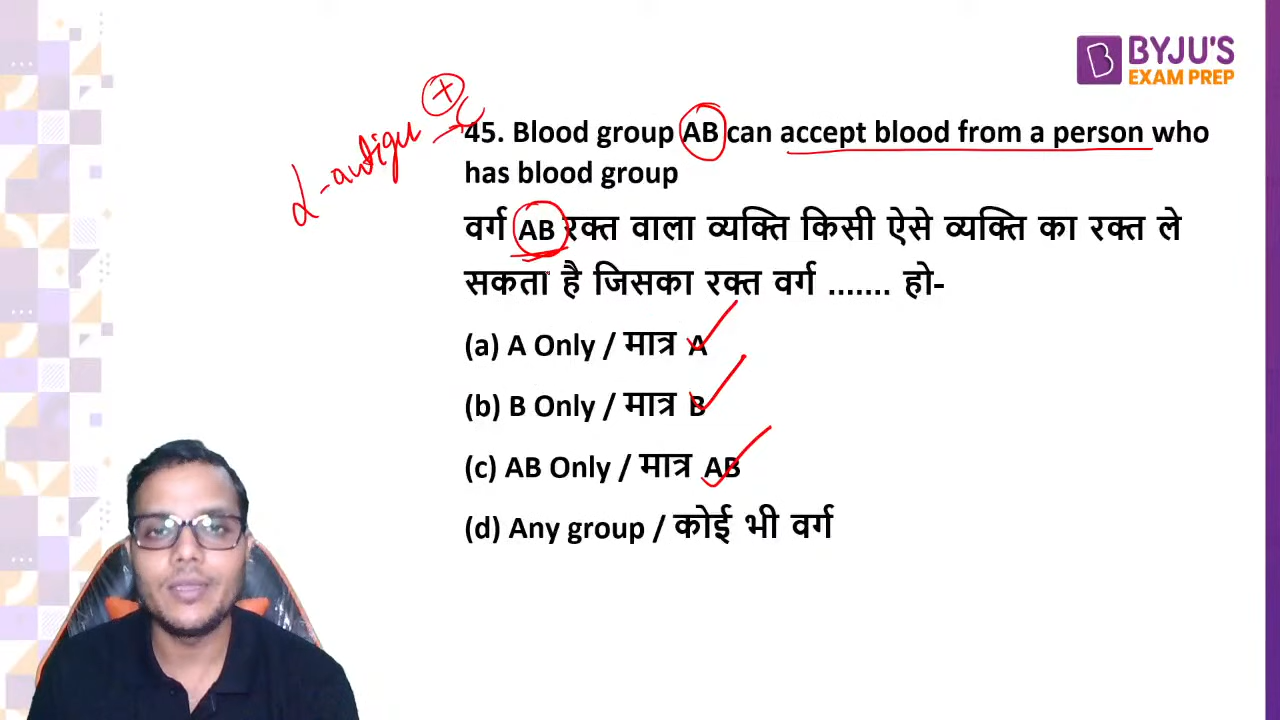 BYJU'S
EXAM PREP
+
α-antigen
45. Blood group AB can accept blood from a person who
has blood group
वर्ग AB रक्त वाला व्यक्ति किसी ऐसे व्यक्ति का रक्त ले
सकता है जिसका रक्त वर्ग ....... हो-
(a) A Only / मात्र A
(b) B Only / मात्र B
(c) AB Only / मात्र AB
(d) Any group / कोई भी वर्ग